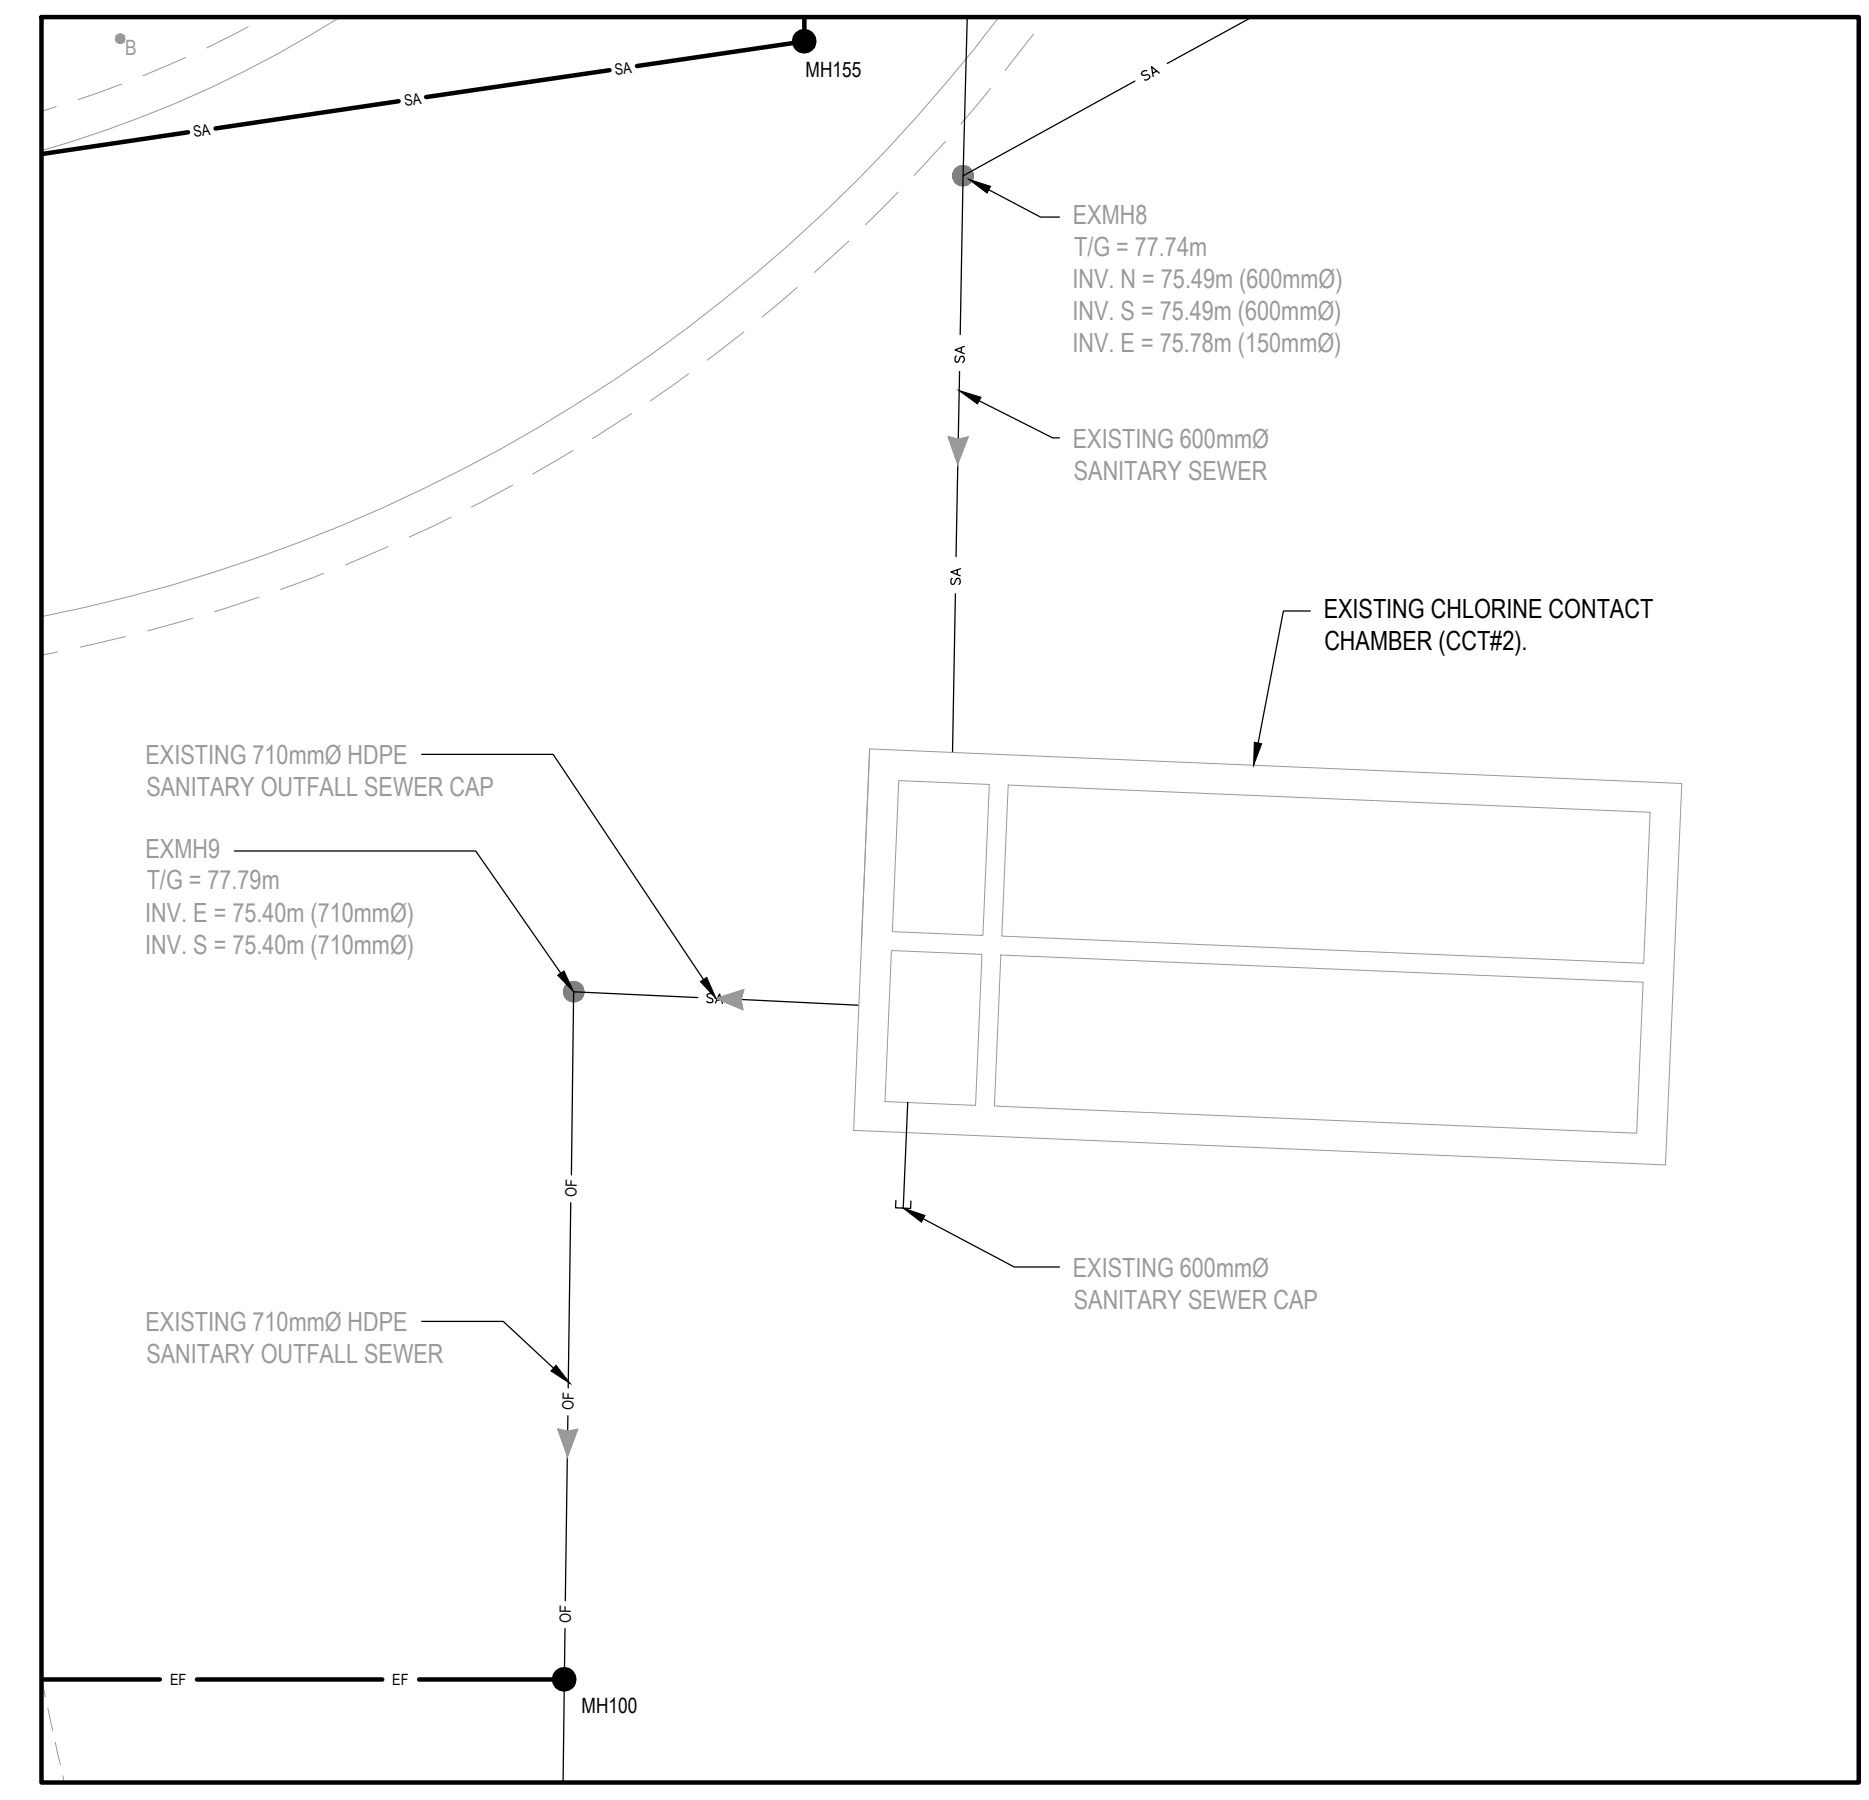 B
MH155
SA
SA
SA
SA
EXMH8
T/G = 77.74m
INV. N = 75.49m (600mmØ)
INV. S = 75.49m (600mmØ)
INV. E = 75.78m (150mmØ)
SA
EXISTING 600mmØ
SANITARY SEWER
SA
EXISTING CHLORINE CONTACT
CHAMBER (CCT#2).
EXISTING 710mmØ HDPE
SANITARY OUTFALL SEWER CAP
EXMH9
T/G = 77.79m
INV. E = 75.40m (710mmØ)
INV. S = 75.40m (710mmØ)
SA
OF
EXISTING 600mmØ
SANITARY SEWER CAP
EXISTING 710mmØ HDPE
SANITARY OUTFALL SEWER
OF
OF
EF
EF
MH100